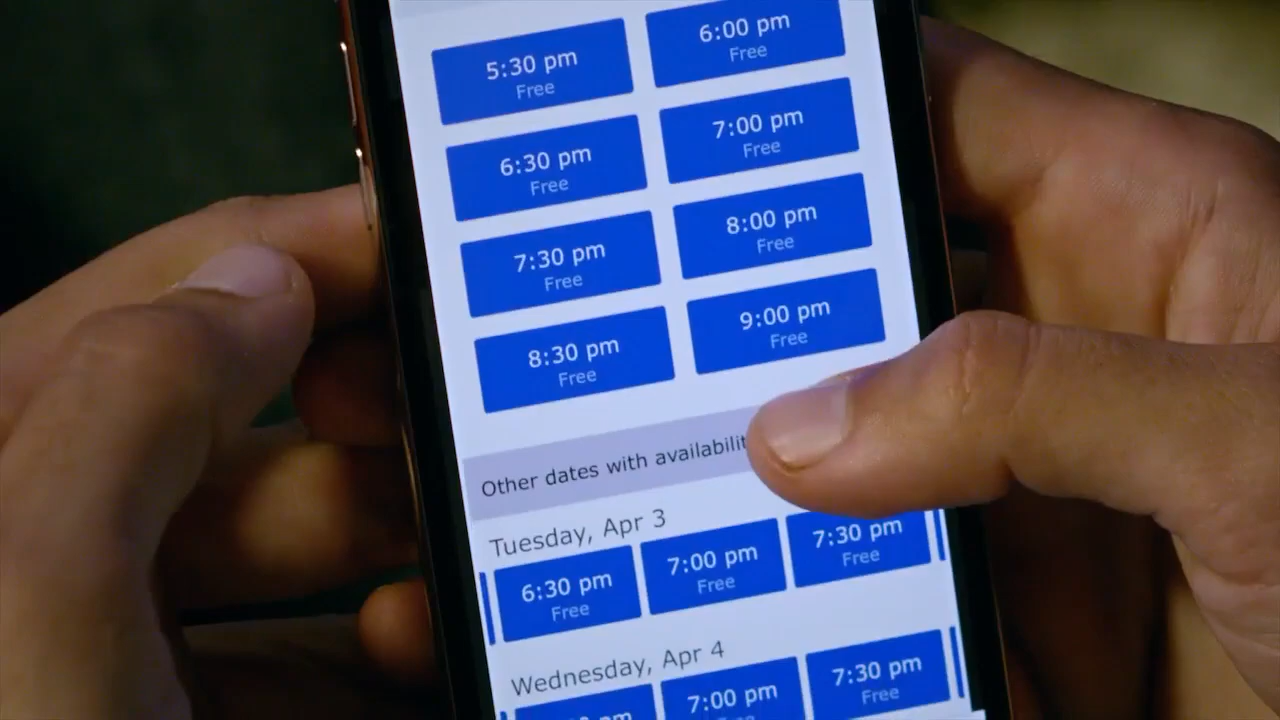 5:30 pm
Free
6:00 pm
Free
6:30 pm
Free
7:00 pm
Free
7:30 pm
Free
8:00 pm
Free
8:30 pm
Free
9:00 pm
Free
Other dates with
Tuesday, Apr 3
6:30 pm
Free
7:00 pm
Free
7:30 pm
Free
Wednesday, Apr 4
pm
7:00 pm
Free
7:30 pm
Free